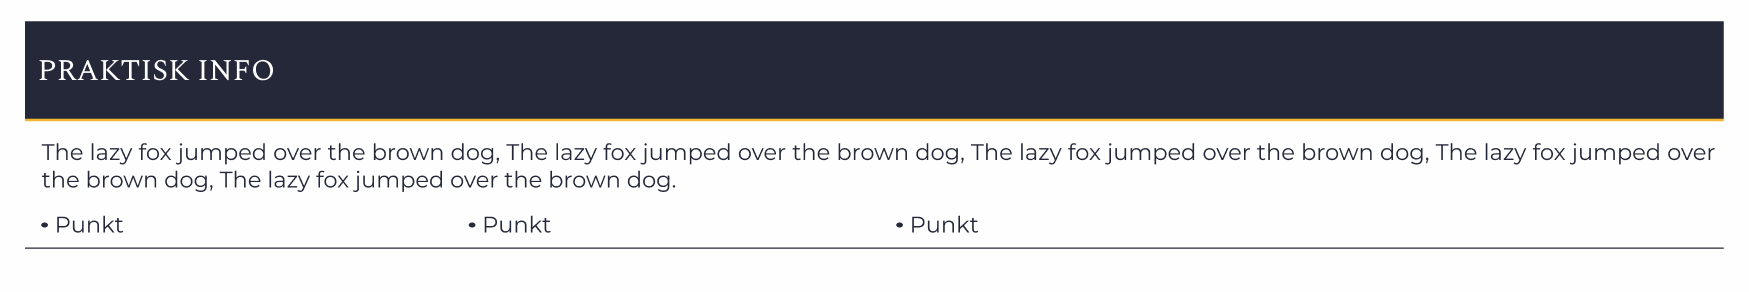 PRAKTISK INFO
The lazy fox jumped over the brown dog, The lazy fox jumped over the brown dog, The lazy fox jumped over the brown dog, The lazy fox jumped over
the brown dog, The lazy fox jumped over the brown dog.
• Punkt • Punkt • Punkt